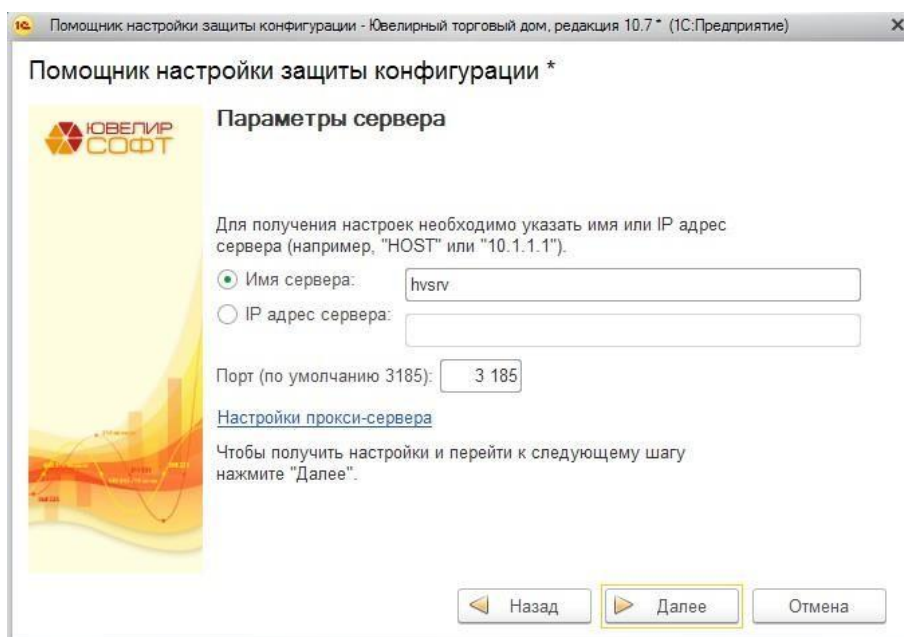 Помощник настройки защиты конфигурации - Ювелирный торговый дом, редакция 10.7 * (1С:Предприятие)
Помощник настройки защиты конфигурации *
ЮВЕЛИР
СОФТ
Параметры сервера
Для получения настроек необходимо указать имя или IP адрес
сервера (например, "HOST" или "10.1.1.1").
Имя сервера: hvsrv
IP адрес сервера:
Порт (по умолчанию 3185): 3 185
Настройки прокси-сервера
Чтобы получить настройки и перейти к следующему шагу
нажмите "Далее".
Назад Далее Отмена